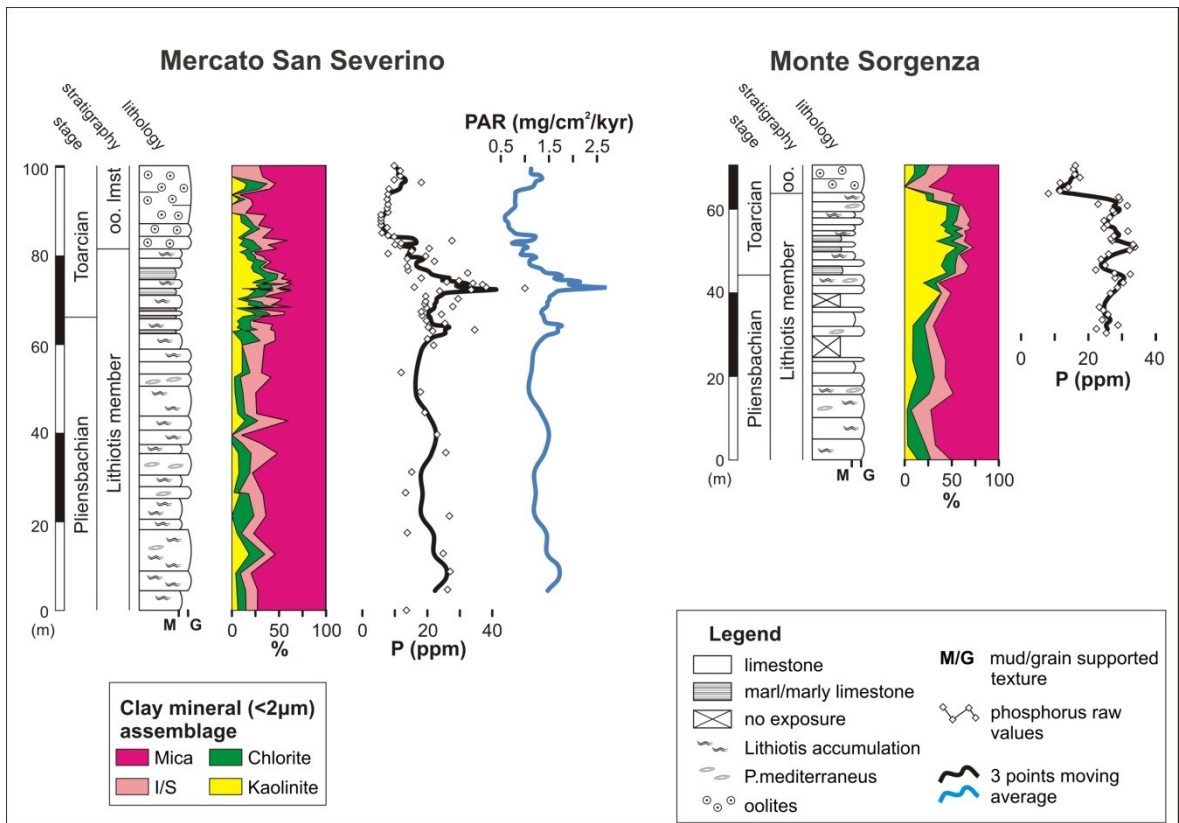 Mercato San Severino
Monte Sorgenza
stage
stratigraphy
lithology
PAR (mg/cm²/kyr)
0.5 1.5 2.5
100
80
60
40
20
0
(m)
Toarcian
Pliensbachian
oo. lmst
Lithiotis member
M G
0 50 100
%
0 20 40
P (ppm)
stage
stratigraphy
lithology
60
40
20
0
(m)
Toarcian
Pliensbachian
oo.
Lithiotis member
M G
0 50 100
%
0 20 40
P (ppm)
Clay mineral (<2µm)
assemblage
Mica Chlorite
I/S Kaolinite
Legend
limestone
marl/marly limestone
no exposure
Lithiotis accumulation
P.mediterraneus
oolites
M/G mud/grain supported
texture
phosphorus raw
values
3 points moving
average